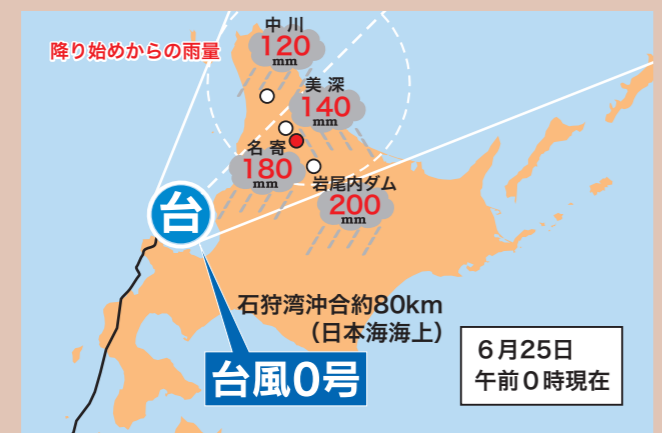 降り始めからの雨量
中川
120
mm
美深
140
mm
名寄
180
mm
岩尾内ダム
200
mm
台
石狩湾沖合約80km
（日本海海上）
台風0号
６月25日
午前０時現在